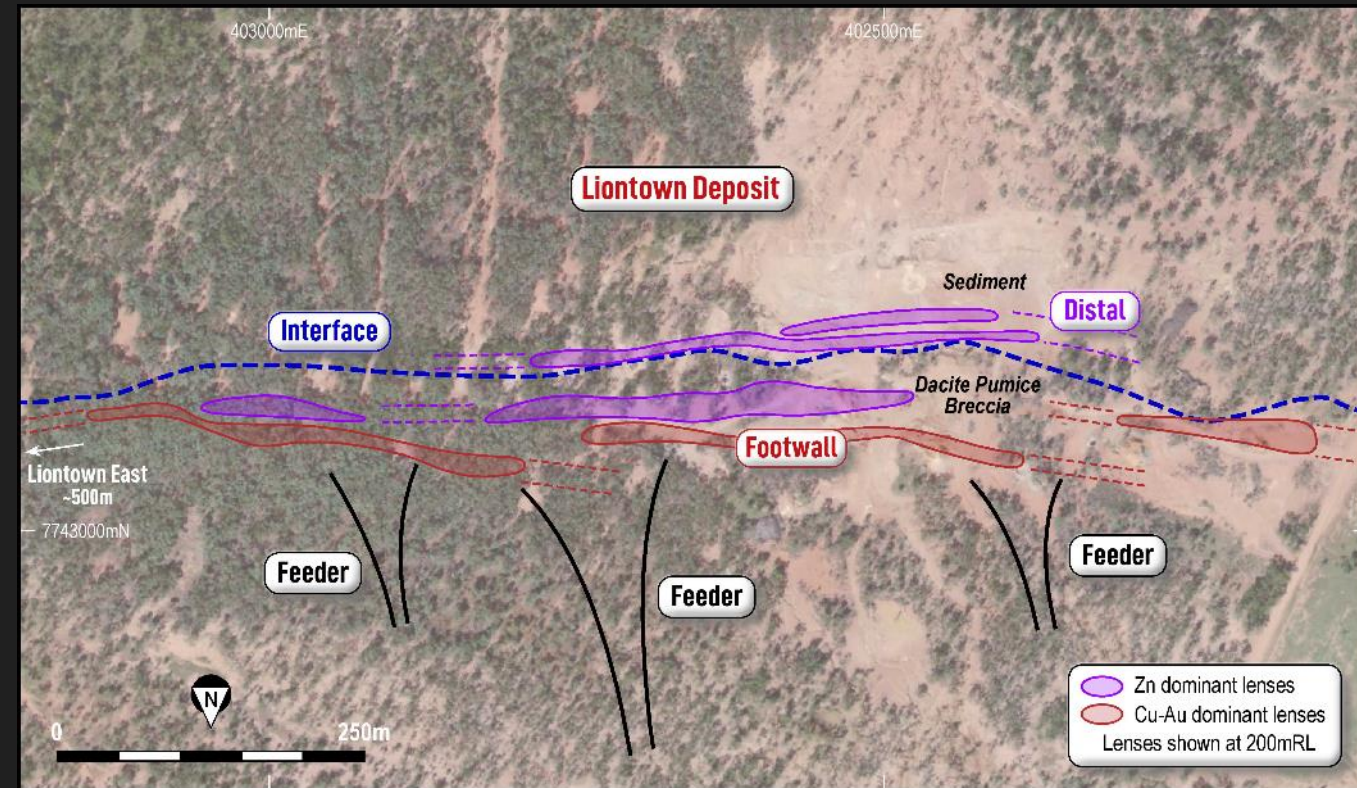 403000mE
402500mE
Liontown Deposit
Sediment
Distal
Interface
Dacite Pumice
Breccia
Footwall
Liontown East
~500m
7743000mN
Feeder
Feeder
Feeder
N
0
250m
Zn dominant lenses
Cu-Au dominant lenses
Lenses shown at 200mRL